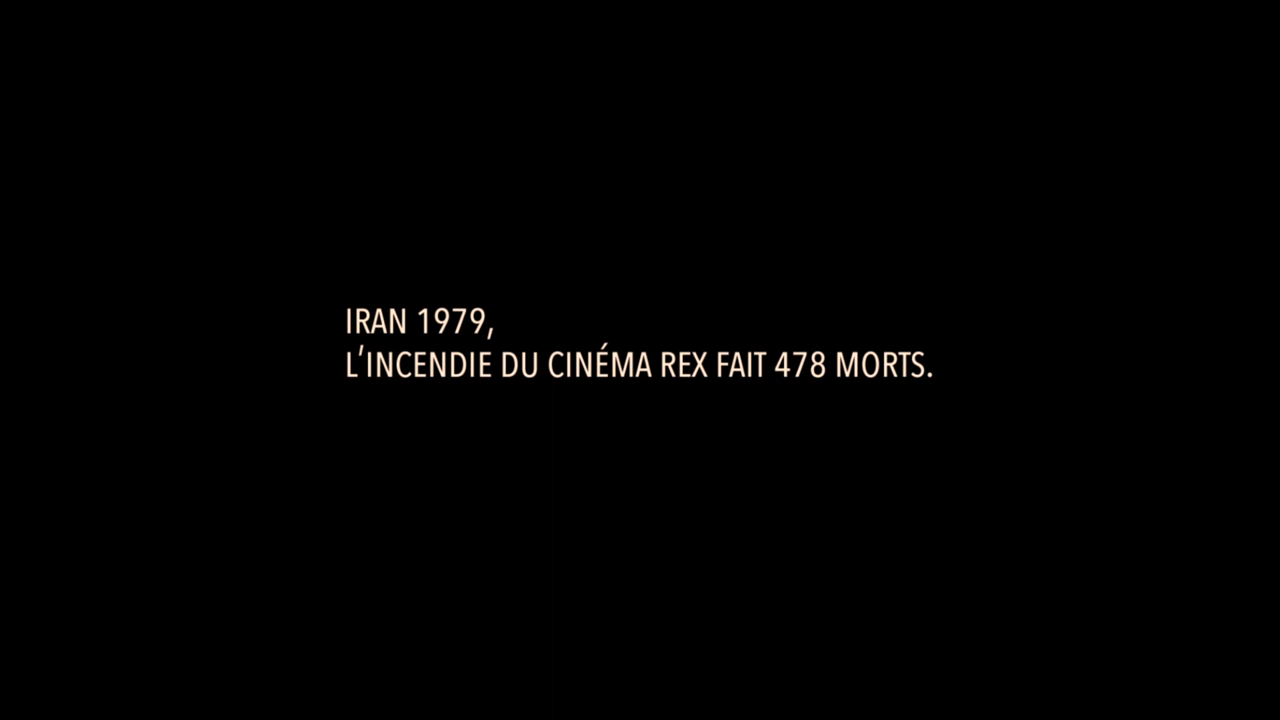 IRAN 1979,
L'INCENDIE DU CINÉMA REX FAIT 478 MORTS.